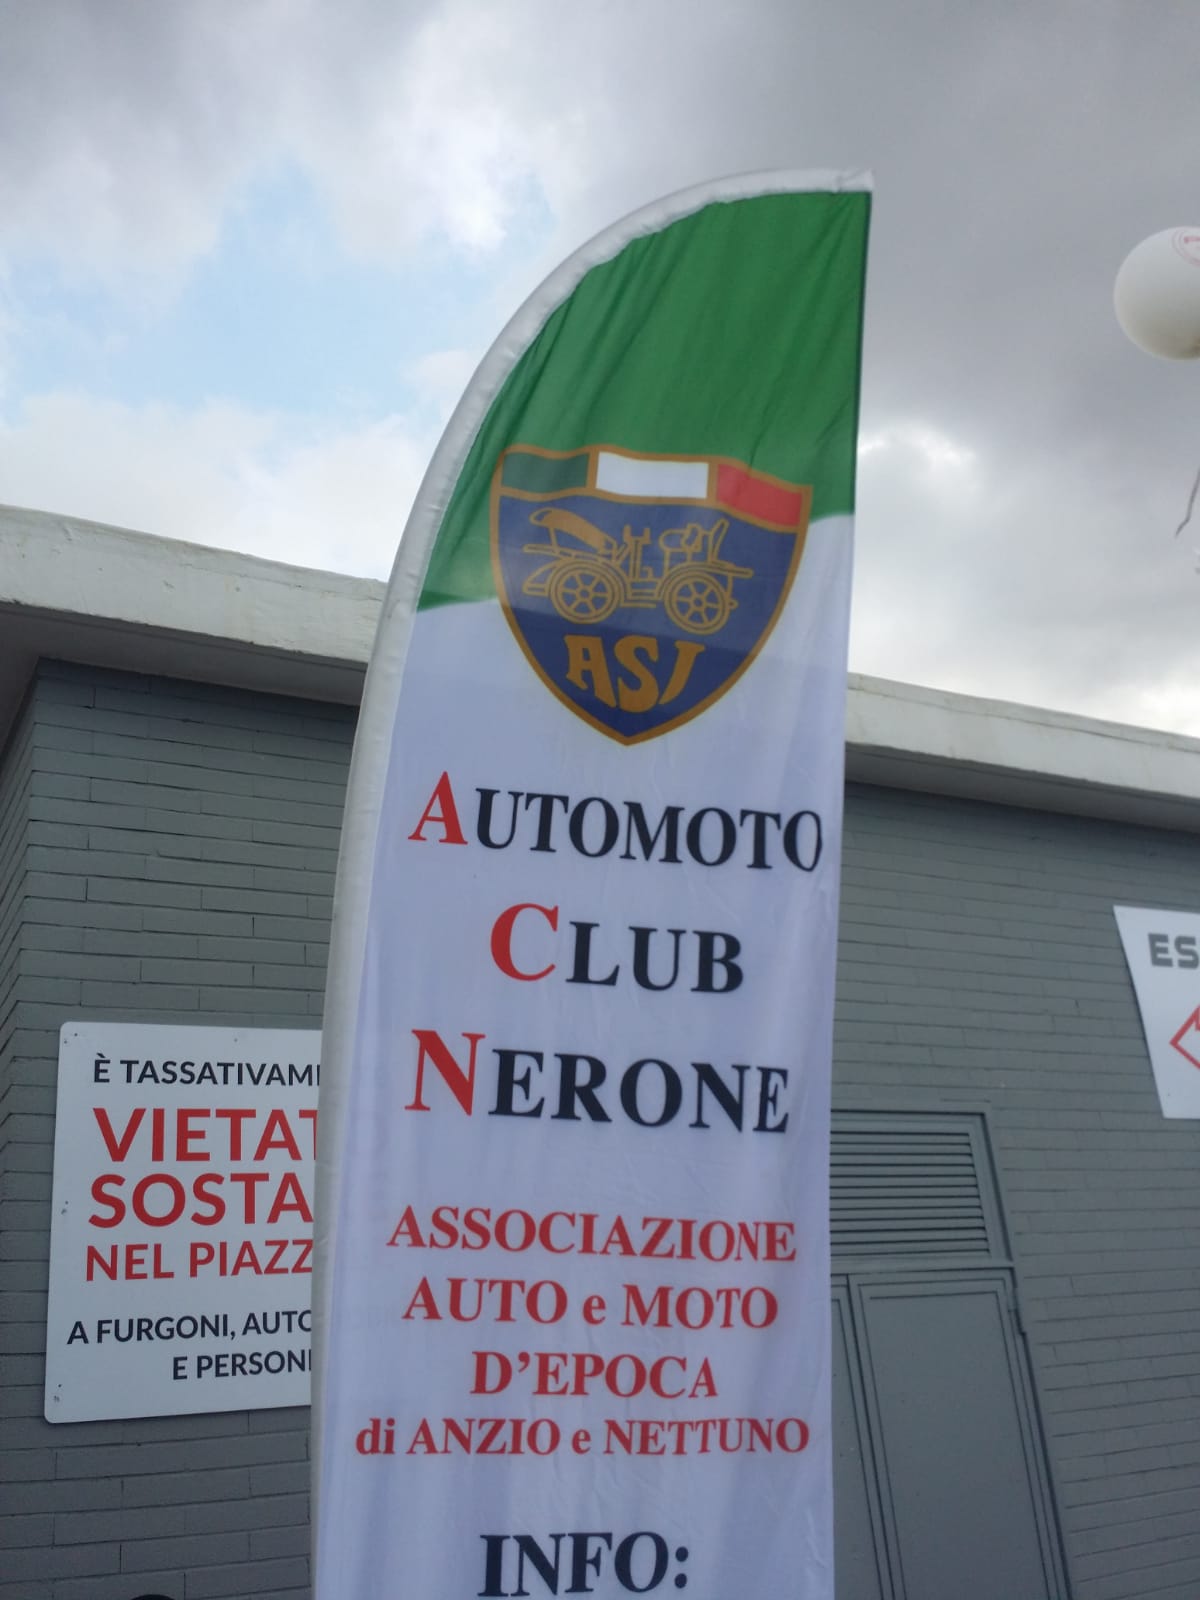 ASI
AUTOMOTO
CLUB
NERONE
ASSOCIAZIONE
AUTO e MOTO
D'EPOCA
di ANZIO e NETTUNO
INFO:
È TASSATIVAM
VIETAT
SOSTA
NEL PIAZZ
A FURGONI, AUTO
E PERSON
ES